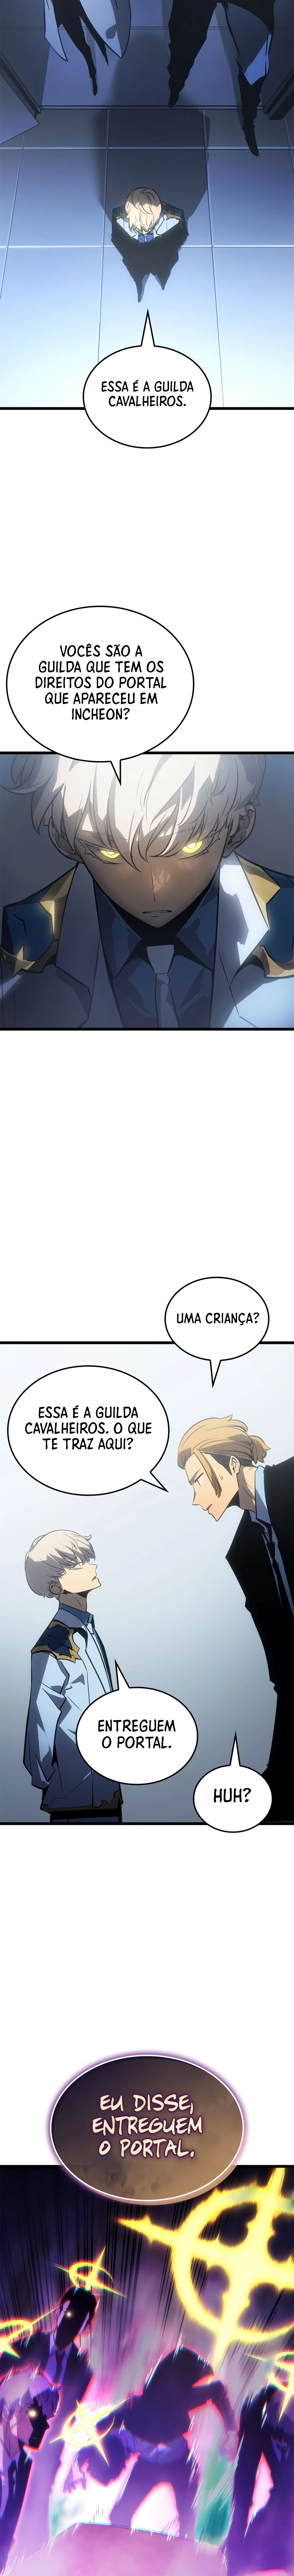 ESSA É A GUILDA
CAVALHEIROS.
VOCÊS SÃO A
GUILDA QUE TEM OS
DIREITOS DO PORTAL
QUE APARECEU EM
INCHEON?
UMA CRIANÇA?
ESSA É A GUILDA
CAVALHEIROS. O QUE
TE TRAZ AQUI?
ENTREGUEM
O PORTAL.
HUH?
EU DISSE,
ENTREGUEM
O PORTAL.